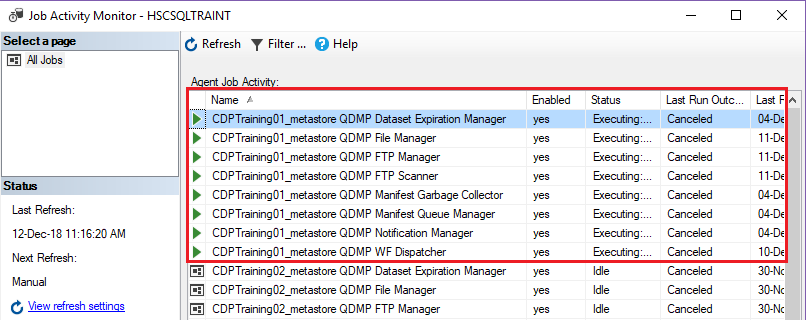 Job Activity Monitor - HSCSQLTRAINT
Select a page
All Jobs
Status
Last Refresh:
12-Dec-18 11:16:20 AM
Next Refresh:
Manual
View refresh settings
Refresh Filter ... Help
Agent Job Activity:
Name Enabled Status Last Run Outc... Last F
CDPTraining01_metastore QDMP Dataset Expiration Manager yes Executing:... Canceled 04-De
CDPTraining01_metastore QDMP File Manager yes Executing:... Canceled 11-De
CDPTraining01_metastore QDMP FTP Manager yes Executing:... Canceled 11-De
CDPTraining01_metastore QDMP FTP Scanner yes Executing:... Canceled 11-De
CDPTraining01_metastore QDMP Manifest Garbage Collector yes Executing:... Canceled 04-De
CDPTraining01_metastore QDMP Manifest Queue Manager yes Executing:... Canceled 04-De
CDPTraining01_metastore QDMP Notification Manager yes Executing:... Canceled 04-De
CDPTraining01_metastore QDMP WF Dispatcher yes Executing:... Canceled 10-De
CDPTraining02_metastore QDMP Dataset Expiration Manager yes Idle Canceled 30-No
CDPTraining02_metastore QDMP File Manager yes Idle Canceled 30-No
CDPTraining02_metastore QDMP FTP Manager yes Idle Canceled 30-No